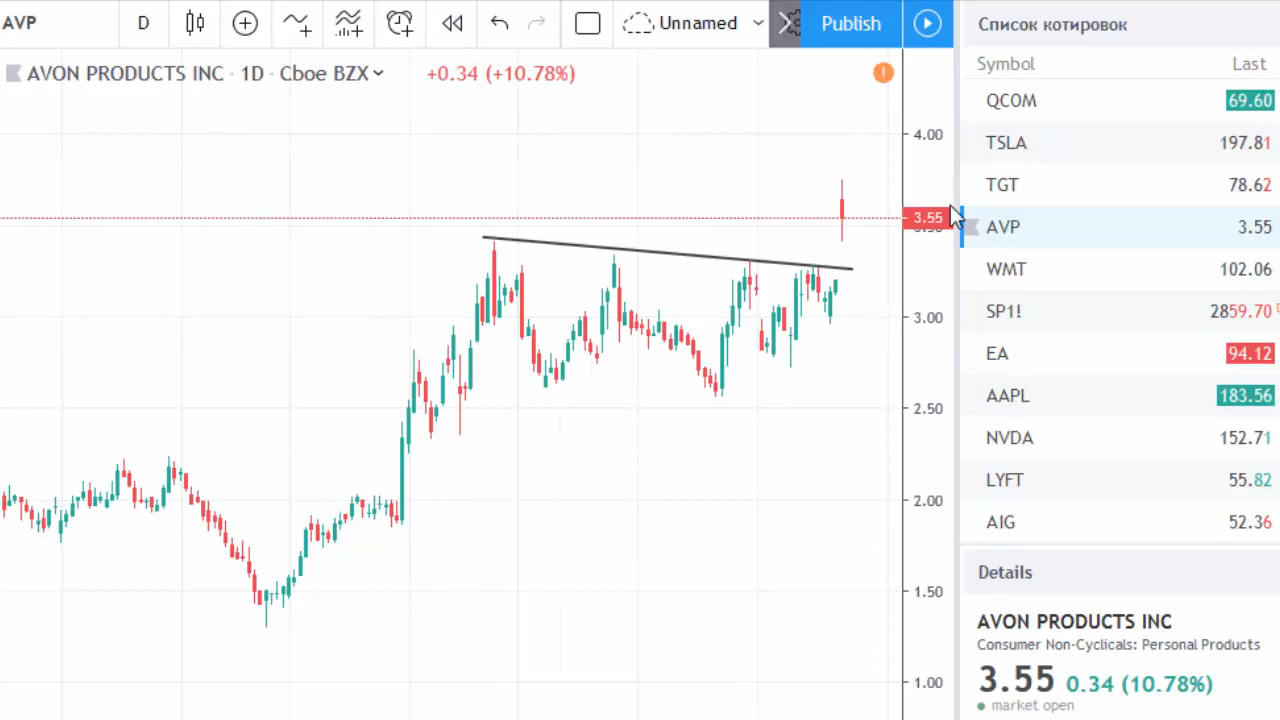 AVP D Unnamed Publish
AVON PRODUCTS INC · 1D · Cboe BZX +0.34 (+10.78%)
4.00
3.55
3.00
2.50
2.00
1.50
1.00
Список котировок
Symbol Last
QCOM 69.60
TSLA 197.81
TGT 78.62
AVP 3.55
WMT 102.06
SP1! 2859.70
EA 94.12
AAPL 183.56
NVDA 152.71
LYFT 55.82
AIG 52.36
Details
AVON PRODUCTS INC
Consumer Non-Cyclicals: Personal Products
3.55 0.34 (10.78%)
market open